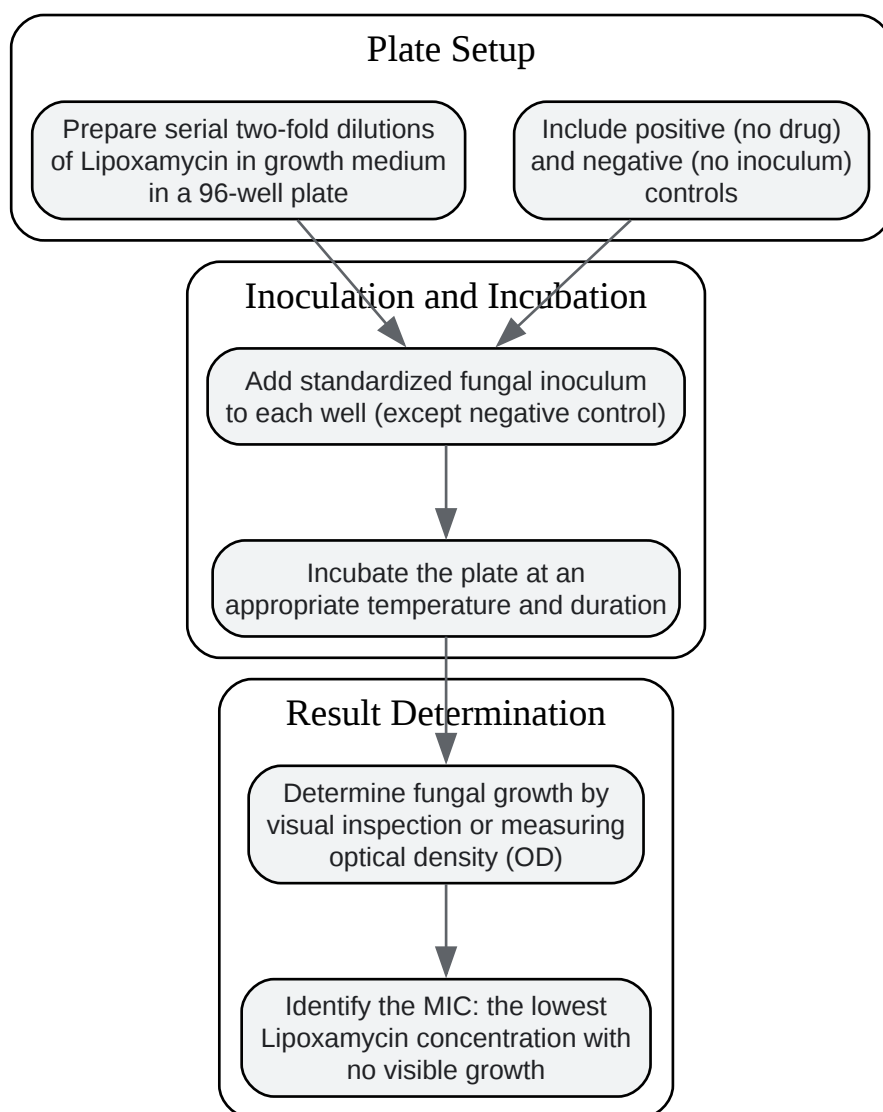 Plate Setup
Prepare serial two-fold dilutions
of Lipoxamycin in growth medium
in a 96-well plate
Include positive (no drug)
and negative (no inoculum)
controls
Inoculation and Incubation
Add standardized fungal inoculum
to each well (except negative control)
Incubate the plate at an
appropriate temperature and duration
Result Determination
Determine fungal growth by
visual inspection or measuring
optical density (OD)
Identify the MIC: the lowest
Lipoxamycin concentration with
no visible growth